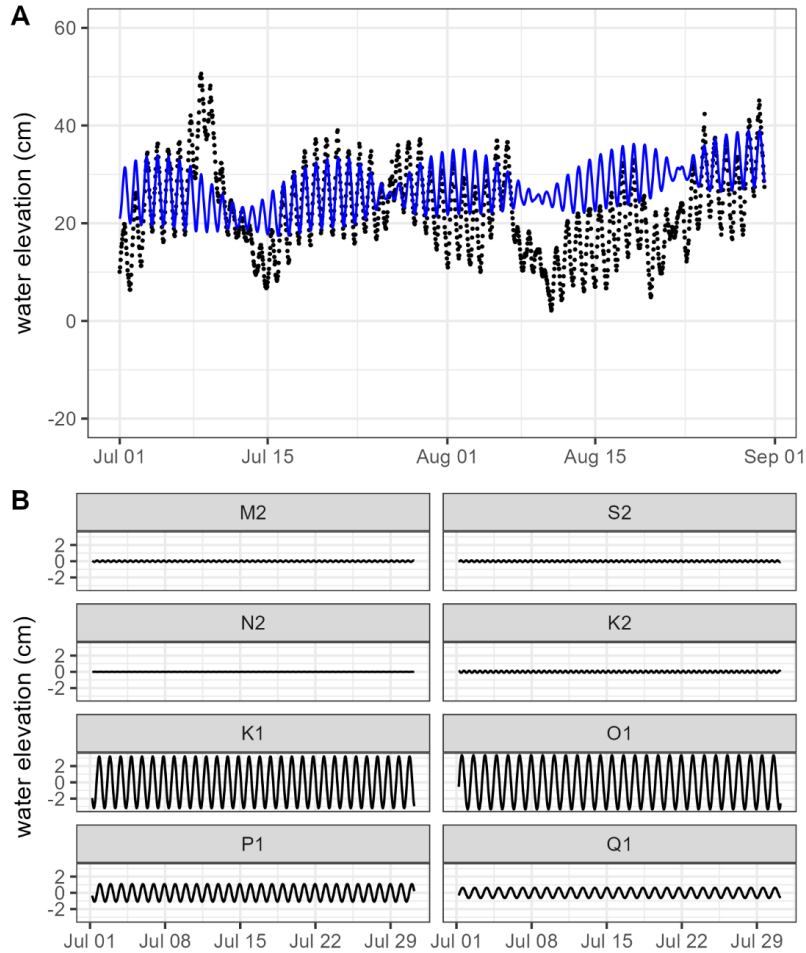 A
water elevation (cm)
60
40
20
0
-20
Jul 01 Jul 15 Aug 01 Aug 15 Sep 01
B
water elevation (cm)
M2 S2
2
0
-2
N2 K2
2
0
-2
K1 O1
2
0
-2
P1 Q1
2
0
-2
Jul 01 Jul 08 Jul 15 Jul 22 Jul 29 Jul 01 Jul 08 Jul 15 Jul 22 Jul 29